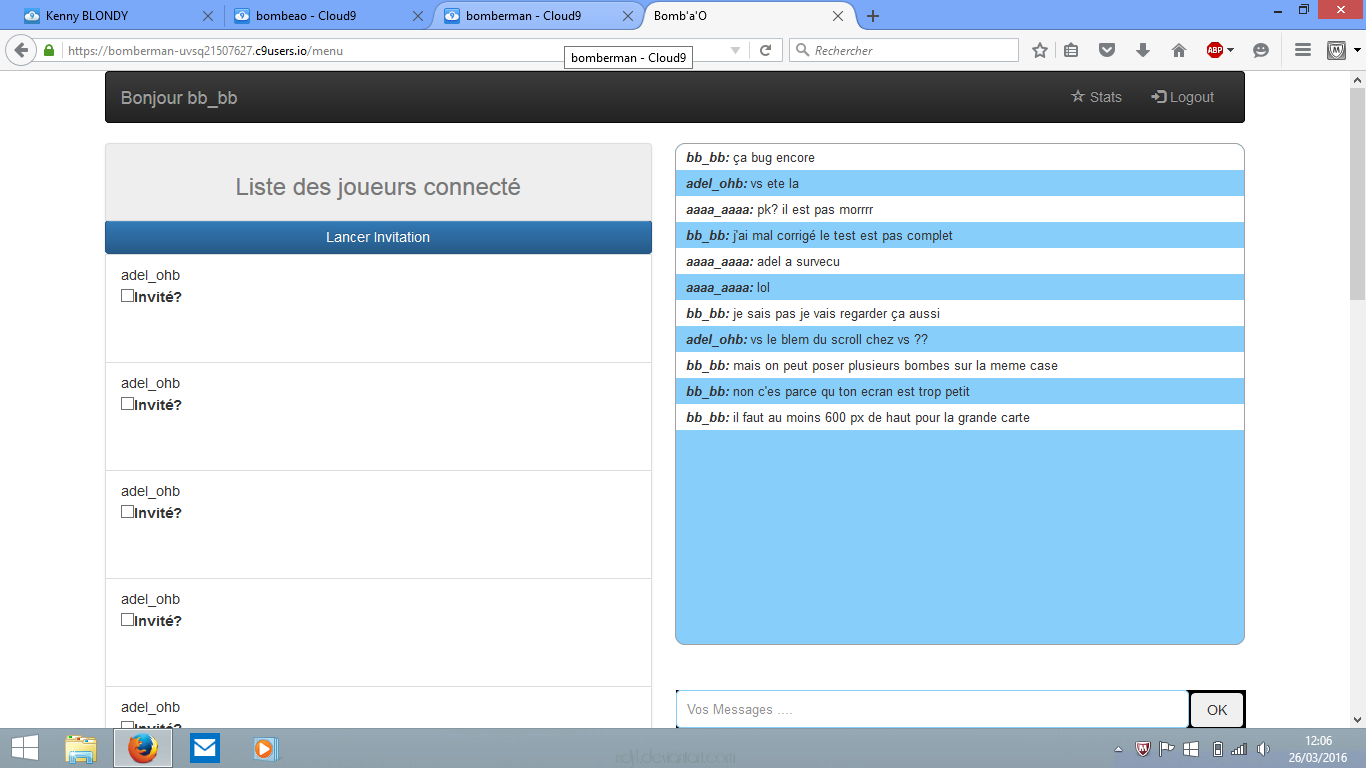 Kenny BLONDY
bombeao - Cloud9
bomberman - Cloud9
Bomb'a'O
https://bomberman-uvsq21507627.c9users.io/menu
Rechercher
ABP
bomberman - Cloud9
Bonjour bb_bb
Stats
Logout
Liste des joueurs connecté
Lancer Invitation
adel_ohb
Invité?
adel_ohb
Invité?
adel_ohb
Invité?
adel_ohb
Invité?
adel_ohb
Invité?
bb_bb: ça bug encore
adel_ohb: vs ete la
aaaa_aaaa: pk? il est pas morrrr
bb_bb: j'ai mal corrigé le test est pas complet
aaaa_aaaa: adel a survecu
aaaa_aaaa: lol
bb_bb: je sais pas je vais regarder ça aussi
adel_ohb: vs le blem du scroll chez vs ??
bb_bb: mais on peut poser plusieurs bombes sur la meme case
bb_bb: non c'es parce qu ton ecran est trop petit
bb_bb: il faut au moins 600 px de haut pour la grande carte
Vos Messages ....
OK
12:06
26/03/2016